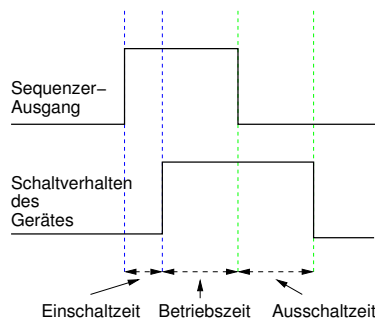 Sequenzer−
Ausgang
Schaltverhalten
des
Gerätes
Einschaltzeit
Betriebszeit
Ausschaltzeit